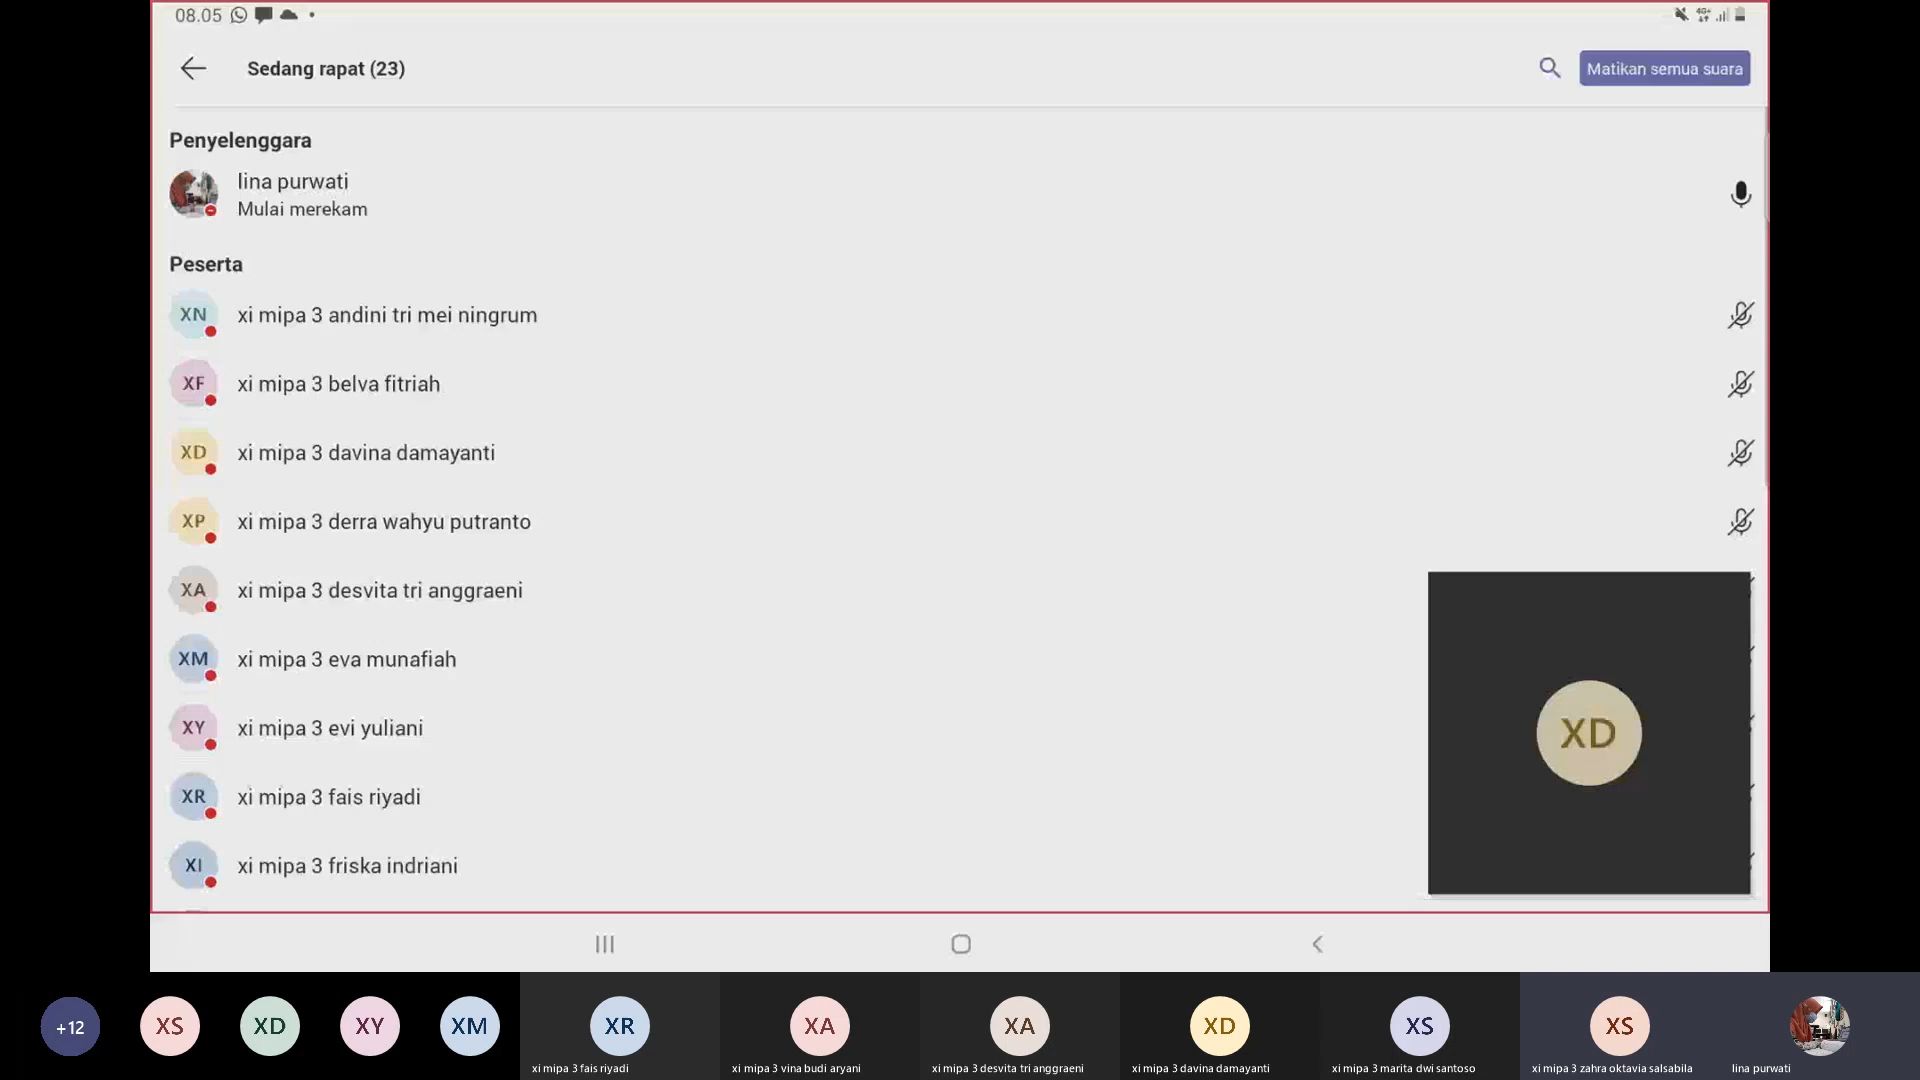 08.05
Sedang rapat (23)
Matikan semua suara
Penyelenggara
lina purwati
Mulai merekam
Peserta
XN
xi mipa 3 andini tri mei ningrum
XF
xi mipa 3 belva fitriah
XD
xi mipa 3 davina damayanti
XP
xi mipa 3 derra wahyu putranto
XA
xi mipa 3 desvita tri anggraeni
XM
xi mipa 3 eva munafiah
XY
xi mipa 3 evi yuliani
XR
xi mipa 3 fais riyadi
XI
xi mipa 3 friska indriani
XD
+12
XS
XD
XY
XM
XR
xi mipa 3 fais riyadi
XA
xi mipa 3 vina budi aryani
XA
xi mipa 3 desvita tri anggraeni
XD
xi mipa 3 davina damayanti
XS
xi mipa 3 marita dwi santoso
XS
xi mipa 3 zahra oktavia salsabila
lina purwati